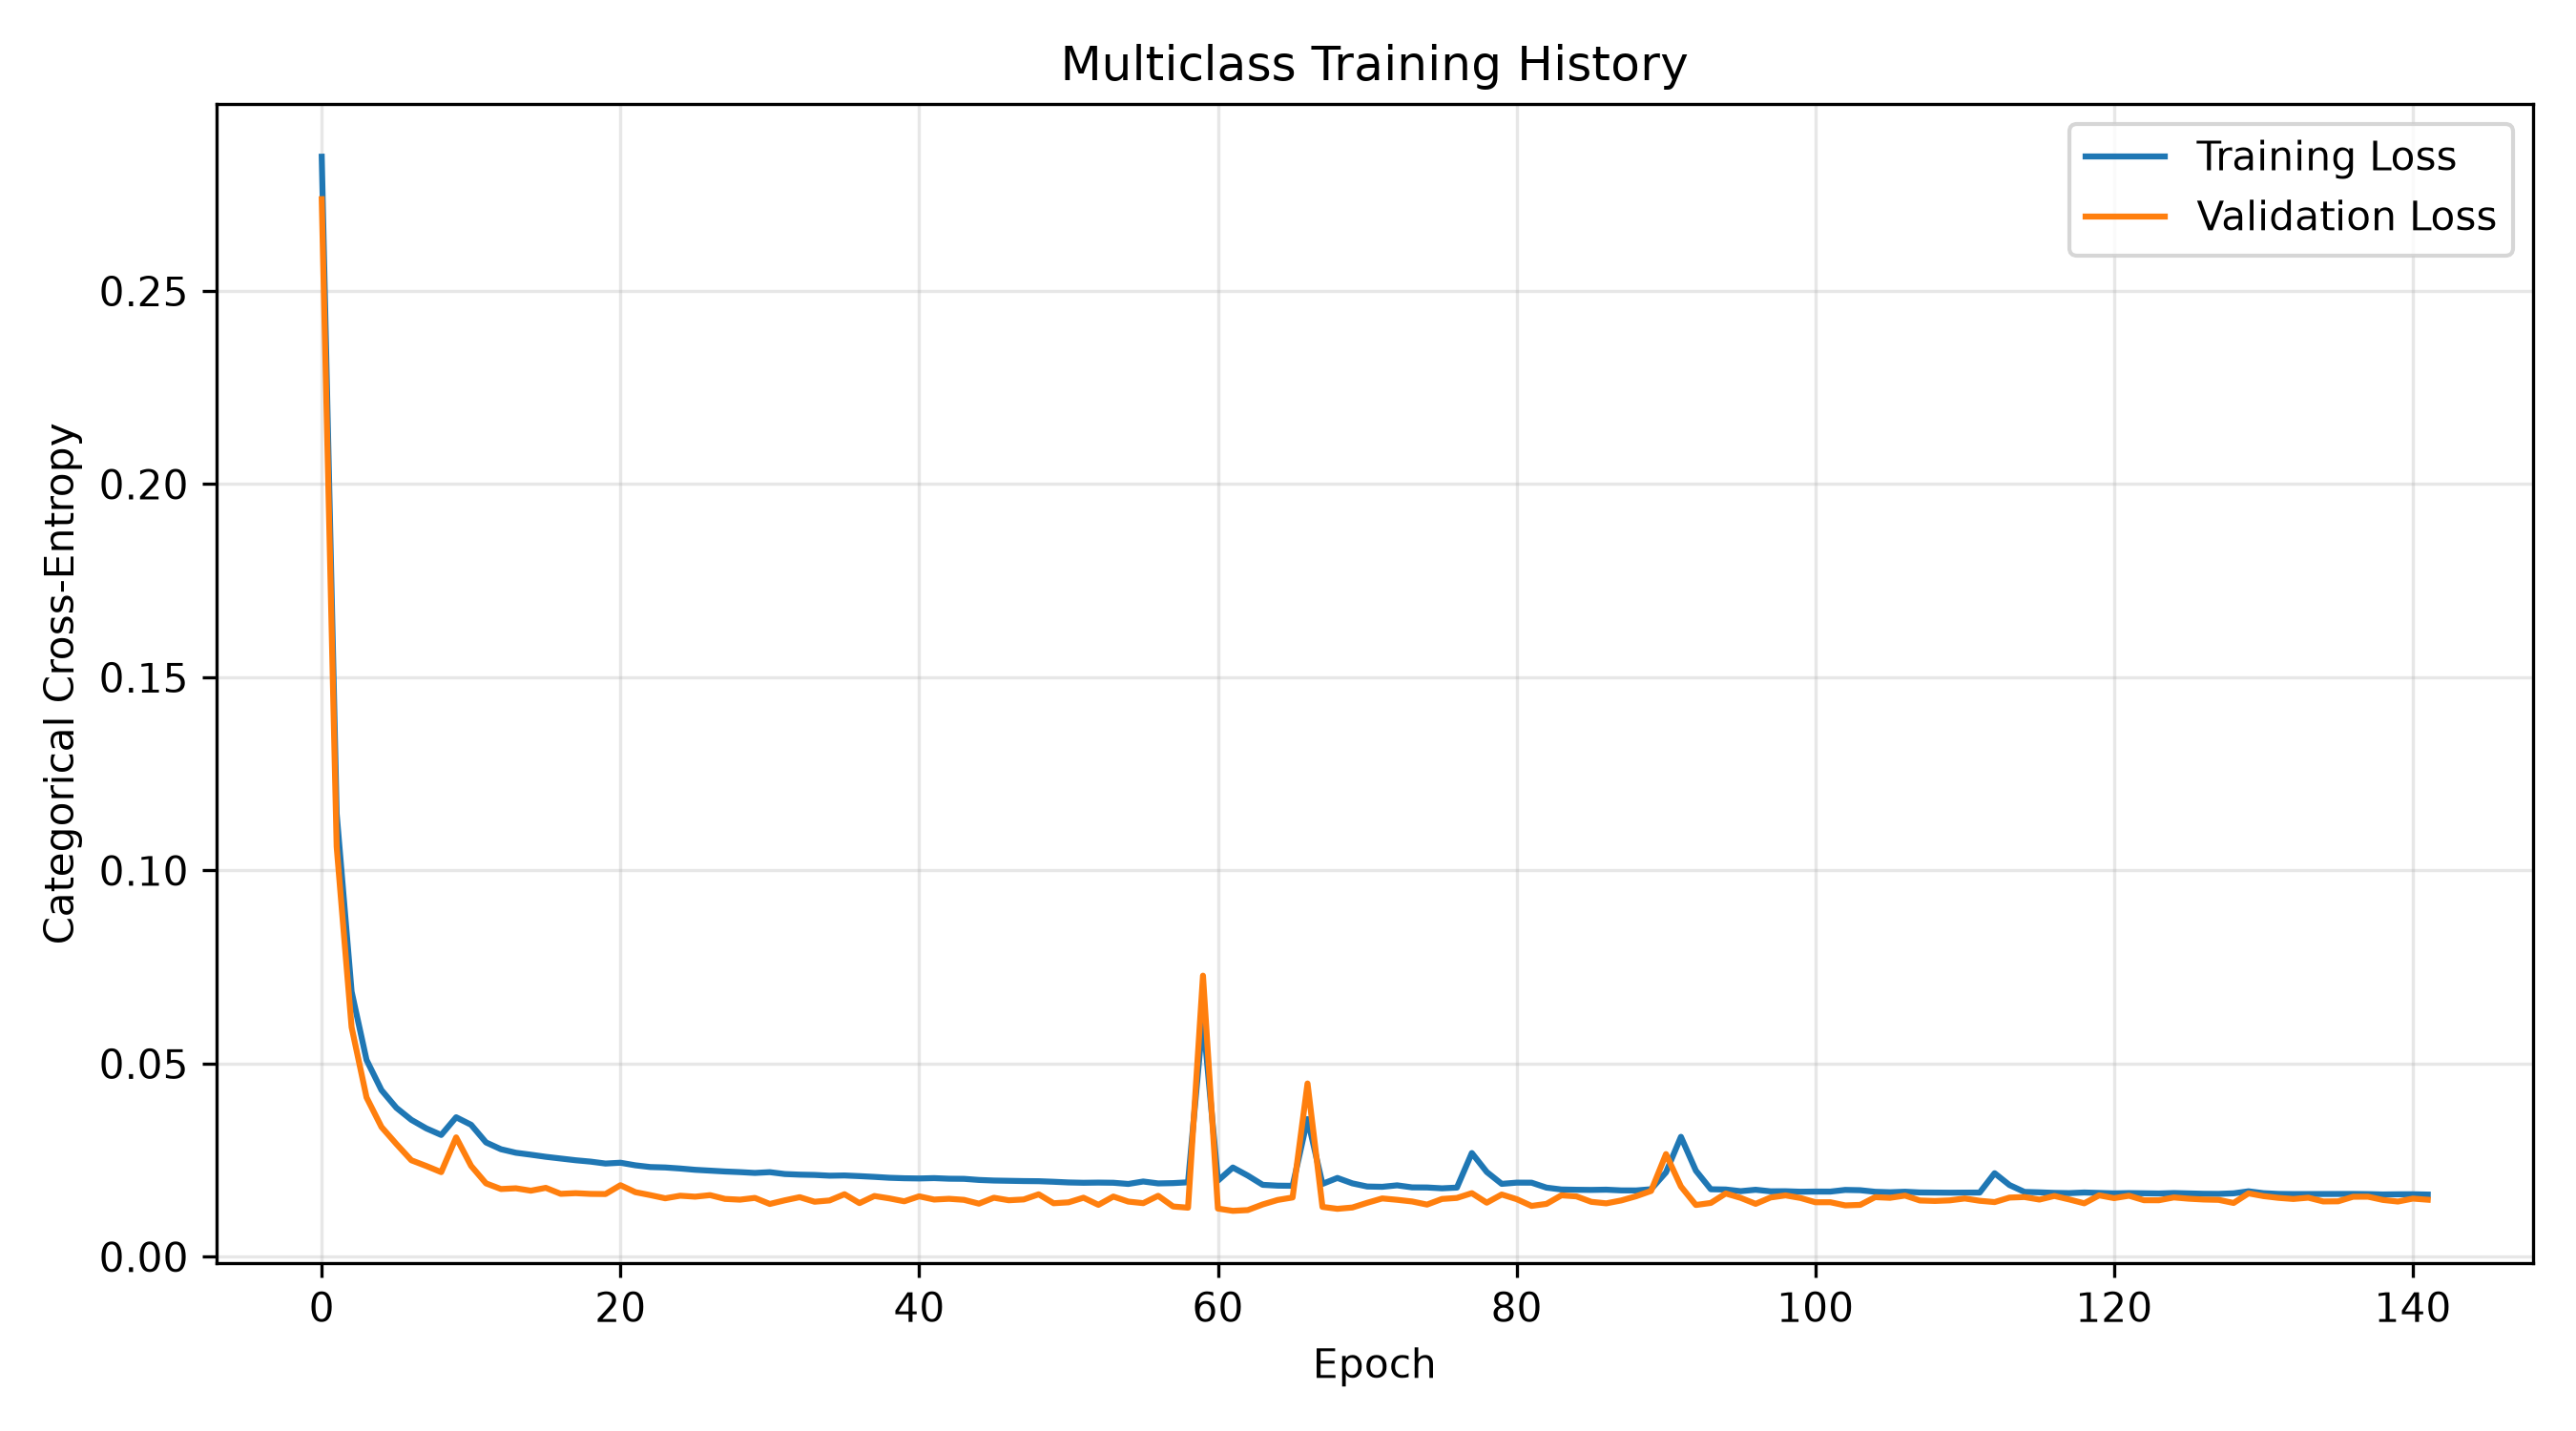 Multiclass Training History
Training Loss
Validation Loss
Categorical Cross-Entropy
0.25
0.20
0.15
0.10
0.05
0.00
0 20 40 60 80 100 120 140
Epoch